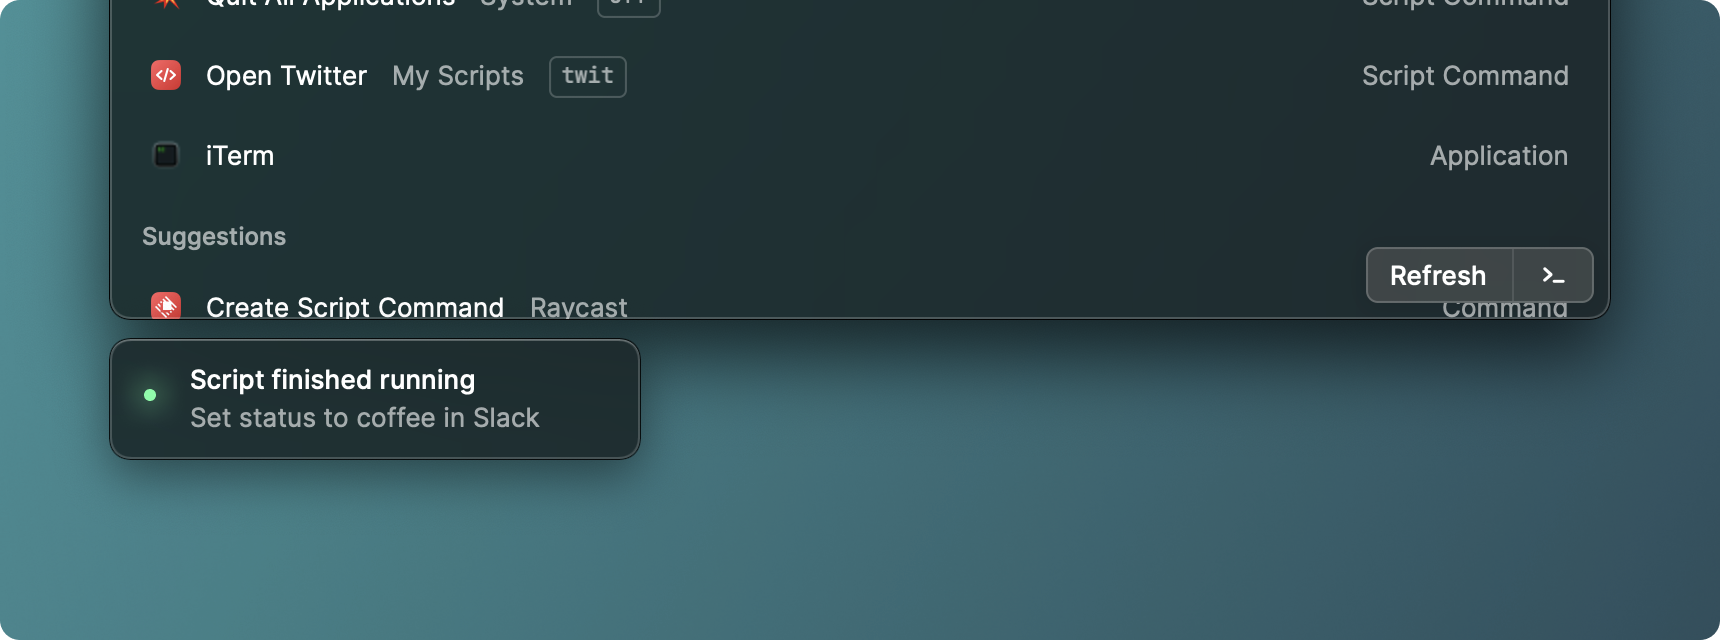 Quit All Applications System off Script Command
Open Twitter My Scripts twit Script Command
iTerm Application
Suggestions
Refresh >_
Create Script Command Raycast Command
Script finished running
Set status to coffee in Slack